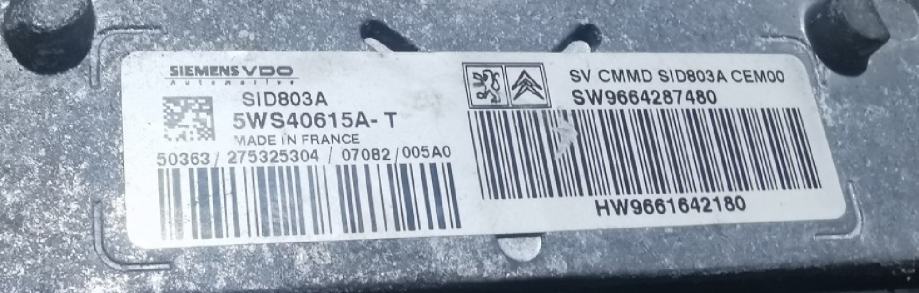 SIEMENS VDO
Automotive
SID803A
5WS40615A-T
MADE IN FRANCE
50363/275325304/07082/005A0
SV CMMD SID803A CEM00
SW9664287480
HW9661642180